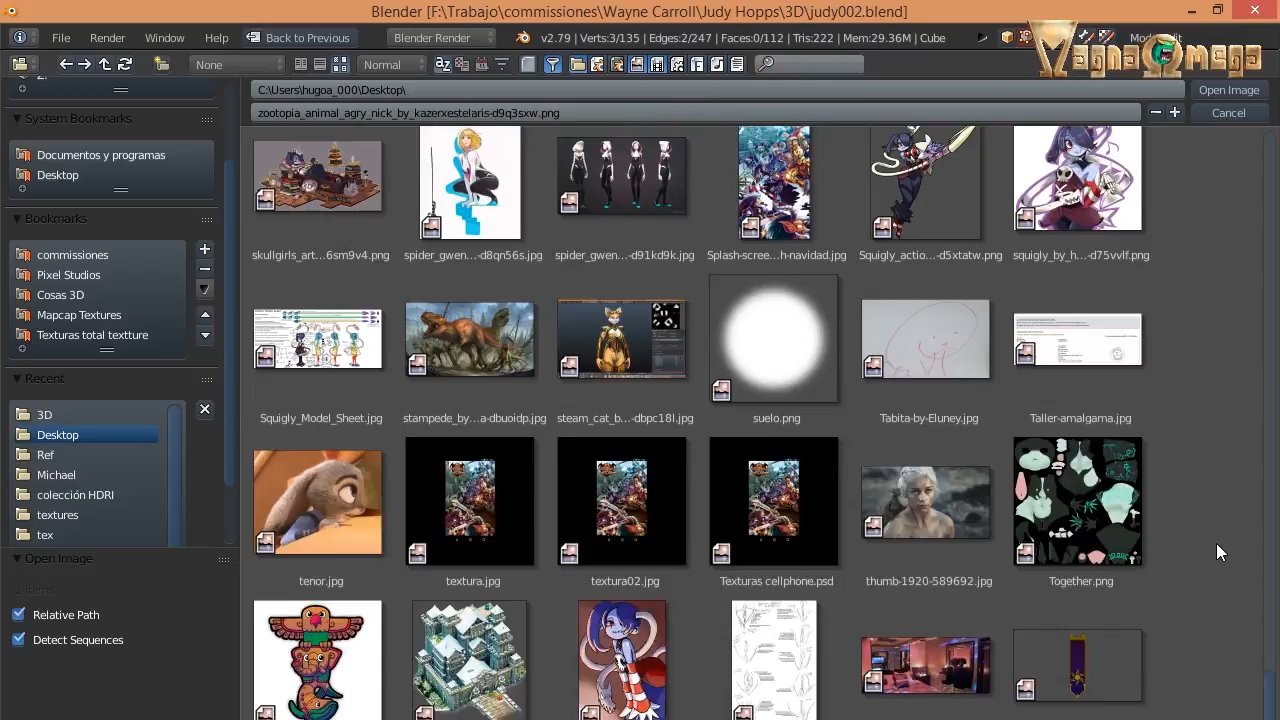 Blender [F:\Trabajo\commissiones\Wayne Carroll\Judy Hopps\3D\judy002.blend]
File Render Window Help Back to Previous Blender Render v2.79 | Verts:3/135 | Edges:2/247 | Faces:0/112 | Tris:222 | Mem:29.36M | Cube
None Normal
MagnaOmega
C:\Users\hugoa_000\Desktop\ Open Image
zootopia_animal_agry_nick_by_kazerxestelaris-d9q3sxw.png Cancel
System Bookmarks
Documentos y programas
Desktop
Bookmarks
commissiones
Pixel Studios
Cosas 3D
Mapcap Textures
Texturas total textture
Recent
3D
Desktop
Ref
Michael
colección HDRI
textures
tex
Open Image
1 items
Relative Path
Detect Sequences
skullgirls_art...6sm9v4.png spider_gwen...-d8qn56s.jpg spider_gwen...-d91kd9k.jpg Splash-scree...h-navidad.jpg Squigly_actio...-d5xtatw.png squigly_by_h...-d75vvlf.png
Squigly_Model_Sheet.jpg stampede_by...a-dbuoidp.jpg steam_cat_b...-dbpc18l.jpg suelo.png Tabita-by-Eluney.jpg Taller-amalgama.jpg
tenor.jpg textura.jpg textura02.jpg Texturas cellphone.psd thumb-1920-589692.jpg Together.png